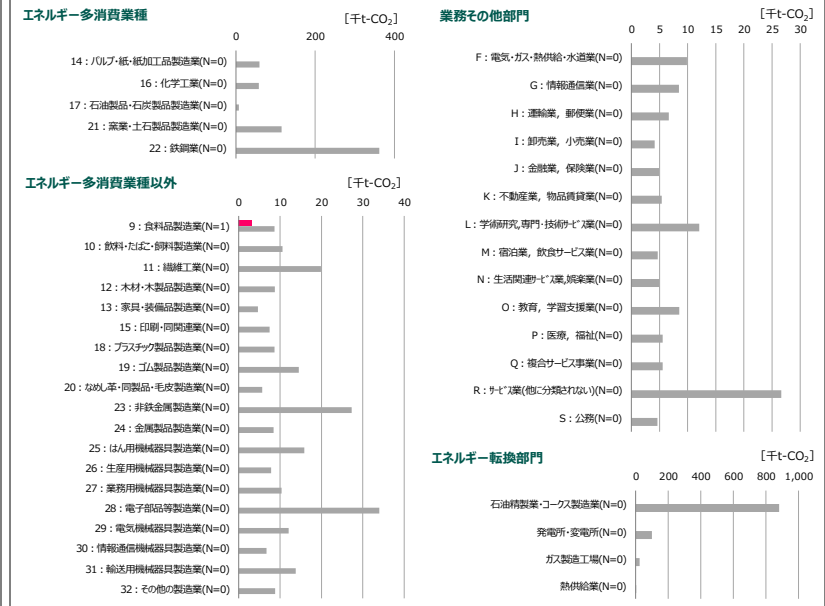 エネルギー多消費業種
[千t-CO₂]
0 200 400
14：パルプ・紙・紙加工品製造業(N=0)
16：化学工業(N=0)
17：石油製品・石炭製品製造業(N=0)
21：窯業・土石製品製造業(N=0)
22：鉄鋼業(N=0)
エネルギー多消費業種以外
[千t-CO₂]
0 10 20 30 40
9：食料品製造業(N=1)
10：飲料・たばこ・飼料製造業(N=0)
11：繊維工業(N=0)
12：木材・木製品製造業(N=0)
13：家具・装備品製造業(N=0)
15：印刷・同関連業(N=0)
18：プラスチック製品製造業(N=0)
19：ゴム製品製造業(N=0)
20：なめし革・同製品・毛皮製造業(N=0)
23：非鉄金属製造業(N=0)
24：金属製品製造業(N=0)
25：はん用機械器具製造業(N=0)
26：生産用機械器具製造業(N=0)
27：業務用機械器具製造業(N=0)
28：電子部品等製造業(N=0)
29：電気機械器具製造業(N=0)
30：情報通信機械器具製造業(N=0)
31：輸送用機械器具製造業(N=0)
32：その他の製造業(N=0)
業務その他部門
[千t-CO₂]
0 5 10 15 20 25 30
F：電気・ガス・熱供給・水道業(N=0)
G：情報通信業(N=0)
H：運輸業，郵便業(N=0)
I：卸売業，小売業(N=0)
J：金融業，保険業(N=0)
K：不動産業，物品賃貸業(N=0)
L：学術研究,専門・技術ｻｰﾋﾞｽ業(N=0)
M：宿泊業，飲食サービス業(N=0)
N：生活関連ｻｰﾋﾞｽ業,娯楽業(N=0)
O：教育，学習支援業(N=0)
P：医療，福祉(N=0)
Q：複合サービス事業(N=0)
R：ｻｰﾋﾞｽ業(他に分類されない)(N=0)
S：公務(N=0)
エネルギー転換部門
[千t-CO₂]
0 200 400 600 800 1,000
石油精製業・コークス製造業(N=0)
発電所・変電所(N=0)
ガス製造工場(N=0)
熱供給業(N=0)